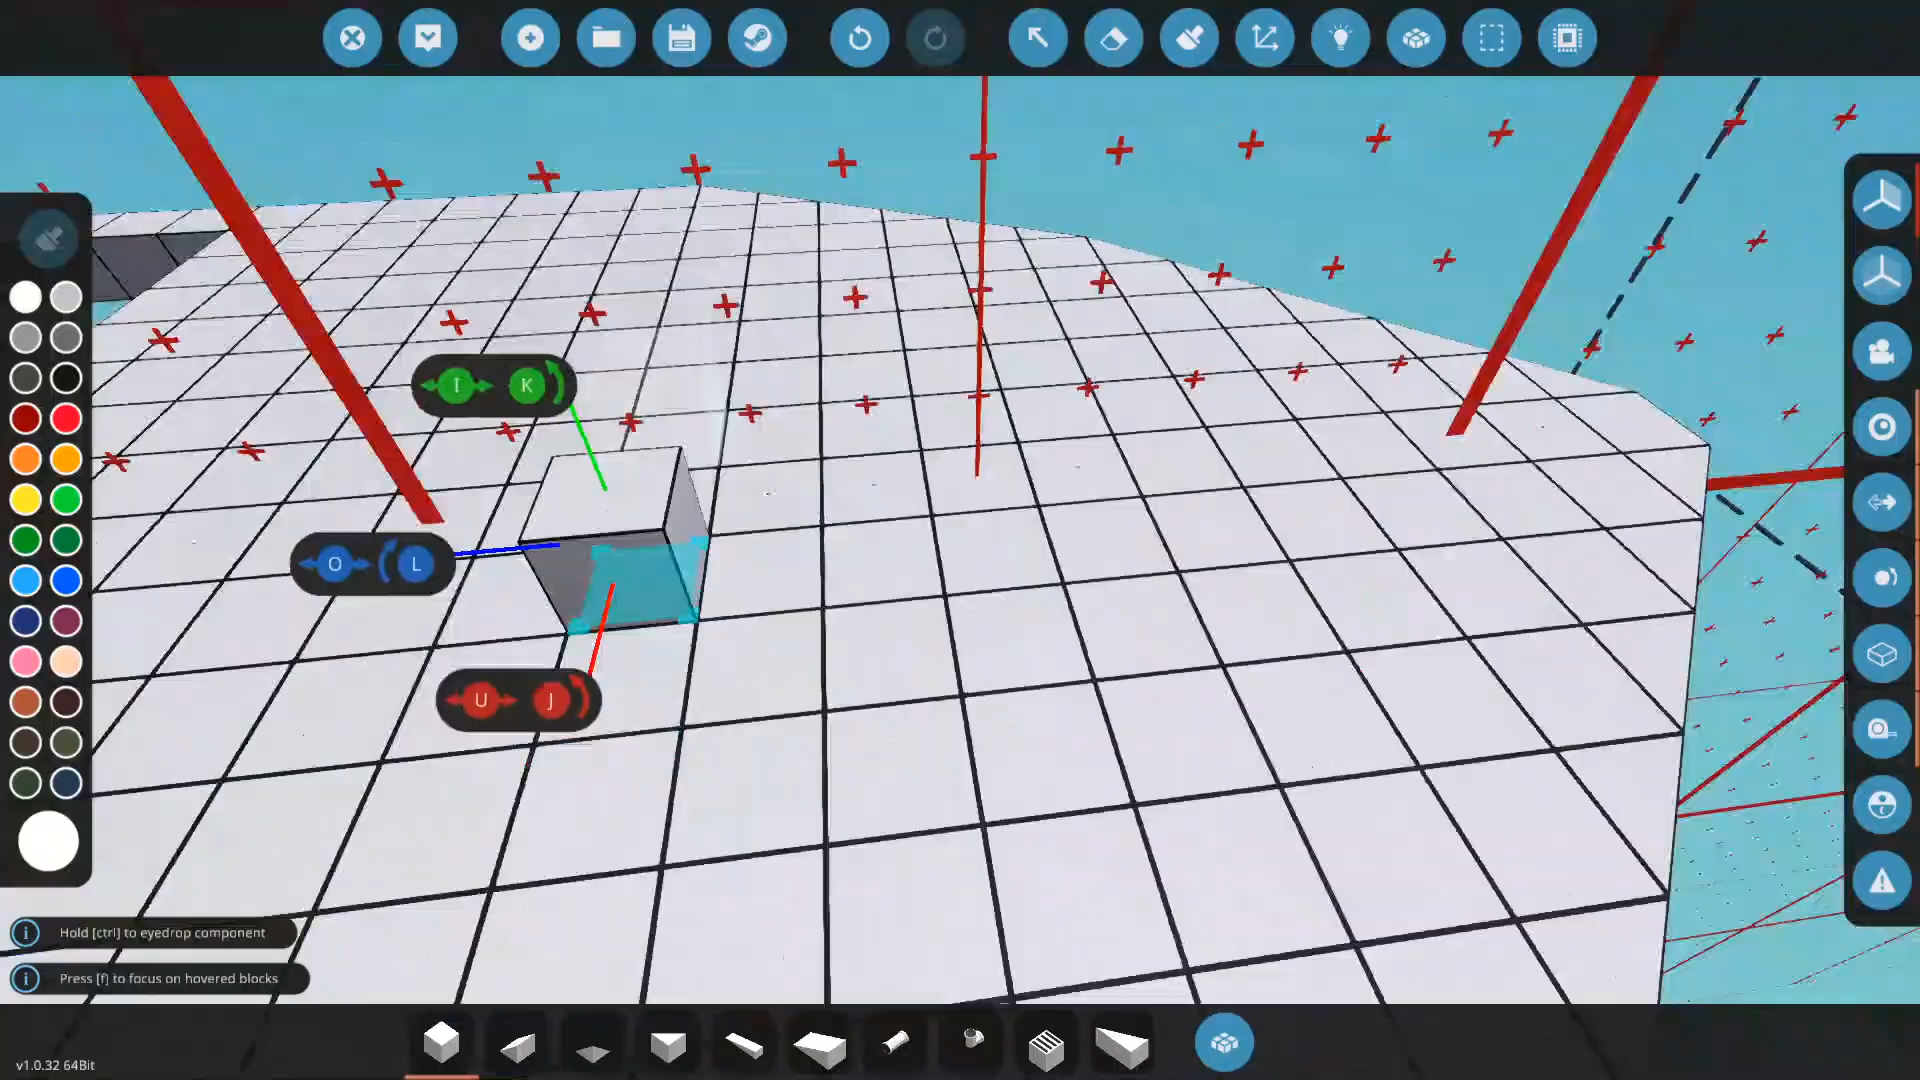 I K
O L
U J
Hold [ctrl] to eyedrop component
Press [f] to focus on hovered blocks
v1.0.32 64Bit